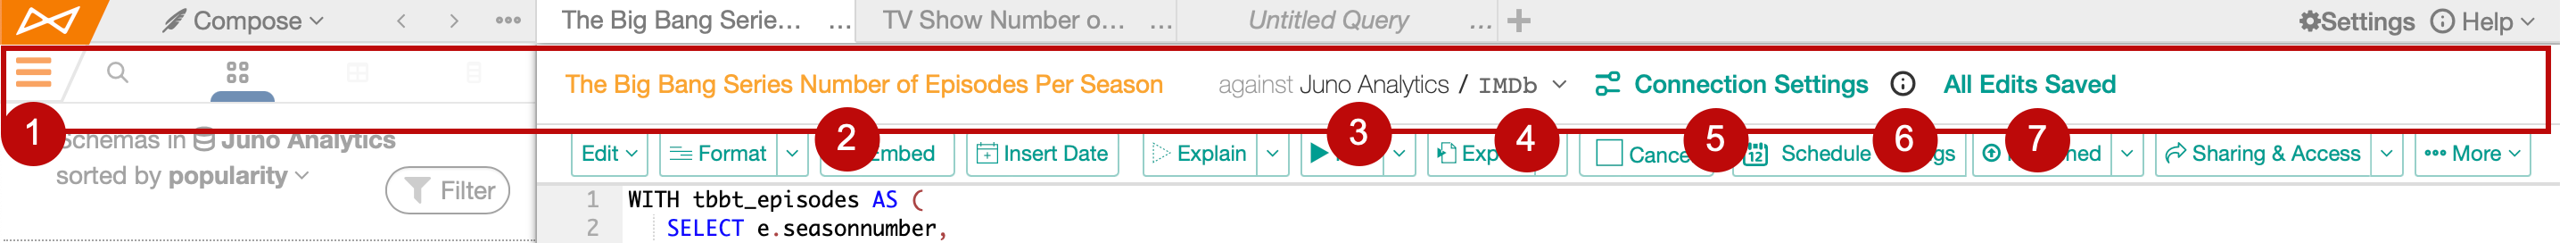 Compose
The Big Bang Serie... ...
TV Show Number o... ...
Untitled Query ...
Settings
Help
The Big Bang Series Number of Episodes Per Season
against Juno Analytics / IMDb
Connection Settings
All Edits Saved
1 2 3 4 5 6 7
Schemas in Juno Analytics
sorted by popularity
Filter
Edit Format Embed Insert Date Explain Exp Cance 12 Schedule Sharing & Access More
1 WITH tbbt_episodes AS (
2 SELECT e.seasonnumber,